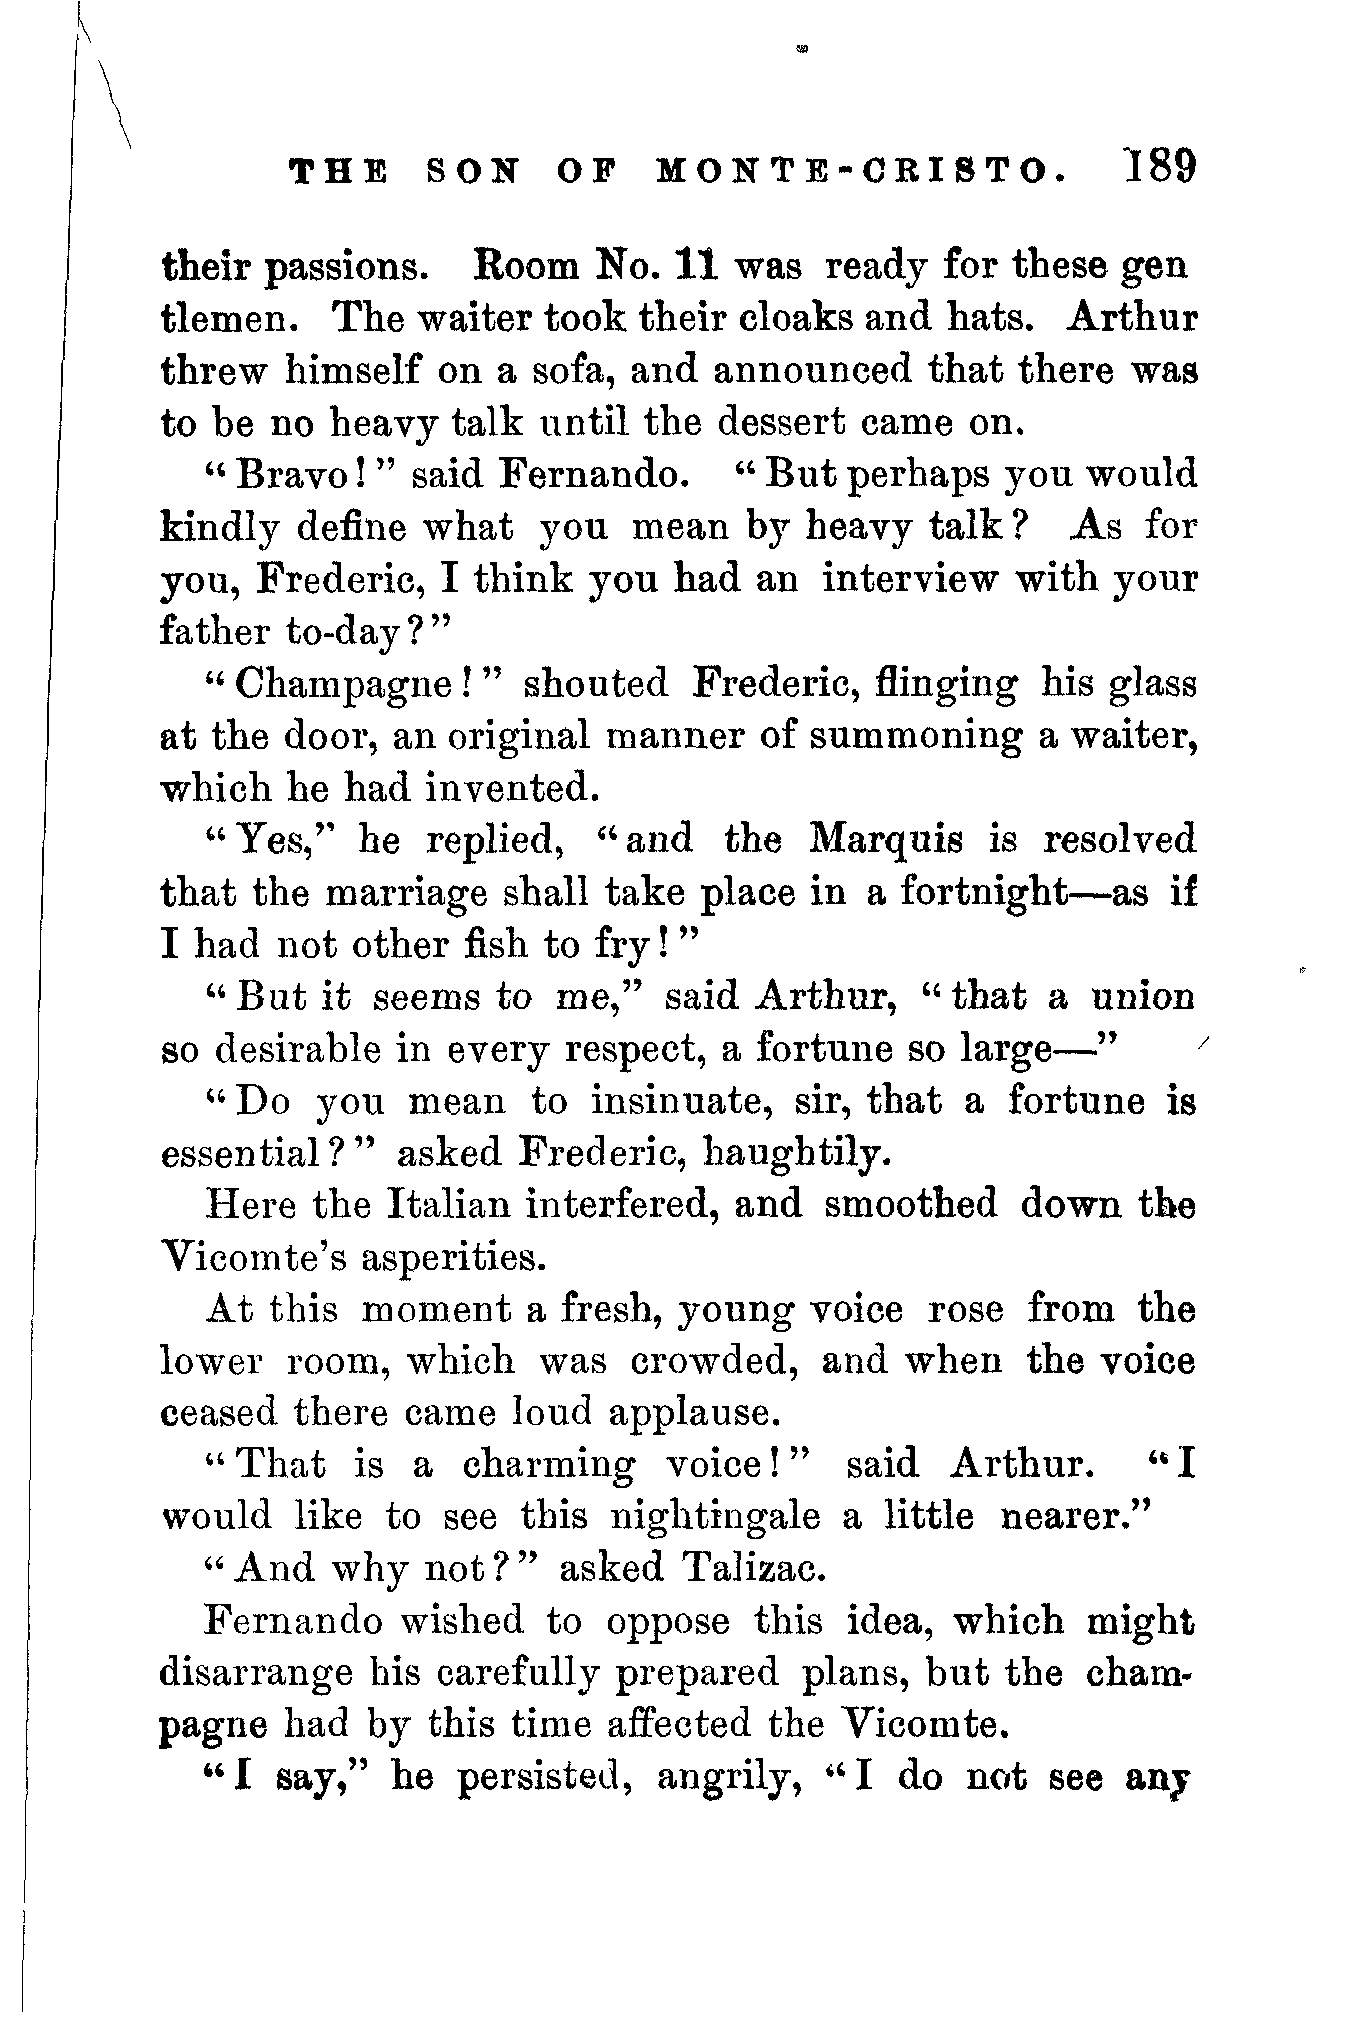 THE SON OF MONTE-CRISTO. 189
their passions. Room No. 11 was ready for these gen
tlemen. The waiter took their cloaks and hats. Arthur
threw himself on a sofa, and announced that there was
to be no heavy talk until the dessert came on.
"Bravo!" said Fernando. "But perhaps you would
kindly define what you mean by heavy talk? As for
you, Frederic, I think you had an interview with your
father to-day?"
"Champagne!" shouted Frederic, flinging his glass
at the door, an original manner of summoning a waiter,
which he had invented.
"Yes," he replied, "and the Marquis is resolved
that the marriage shall take place in a fortnight—as if
I had not other fish to fry!"
"But it seems to me," said Arthur, "that a union
so desirable in every respect, a fortune so large—"
"Do you mean to insinuate, sir, that a fortune is
essential?" asked Frederic, haughtily.
Here the Italian interfered, and smoothed down the
Vicomte's asperities.
At this moment a fresh, young voice rose from the
lower room, which was crowded, and when the voice
ceased there came loud applause.
"That is a charming voice!" said Arthur. "I
would like to see this nightingale a little nearer."
"And why not?" asked Talizac.
Fernando wished to oppose this idea, which might
disarrange his carefully prepared plans, but the cham-
pagne had by this time affected the Vicomte.
"I say," he persisted, angrily, "I do not see any